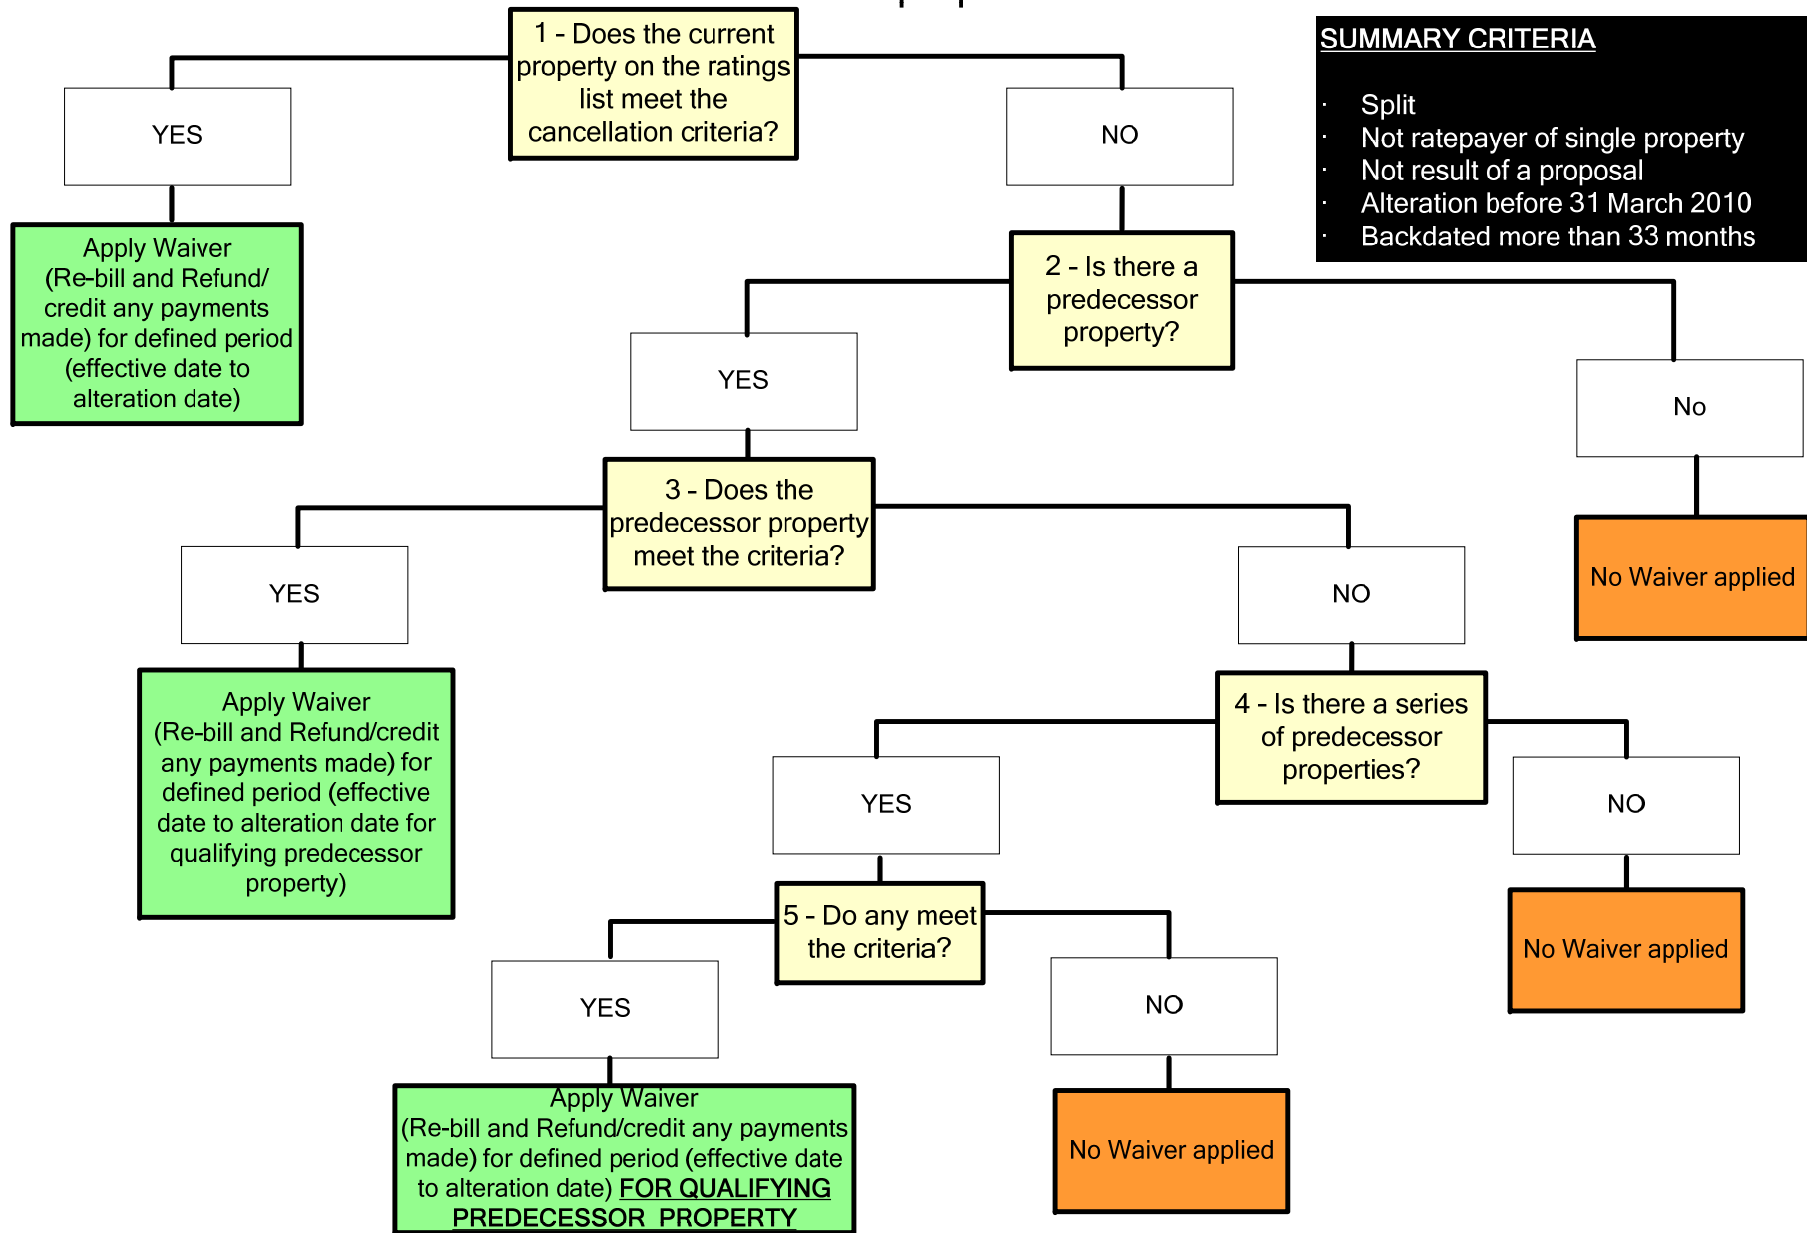 1 - Does the current
property on the ratings
list meet the
cancellation criteria?
SUMMARY CRITERIA
· Split
· Not ratepayer of single property
· Not result of a proposal
· Alteration before 31 March 2010
· Backdated more than 33 months
YES
NO
Apply Waiver
(Re-bill and Refund/
credit any payments
made) for defined period
(effective date to
alteration date)
2 - Is there a
predecessor
property?
YES
No
3 - Does the
predecessor property
meet the criteria?
No Waiver applied
YES
NO
Apply Waiver
(Re-bill and Refund/credit
any payments made) for
defined period (effective
date to alteration date for
qualifying predecessor
property)
4 - Is there a series
of predecessor
properties?
YES
NO
5 - Do any meet
the criteria?
No Waiver applied
YES
NO
Apply Waiver
(Re-bill and Refund/credit any payments
made) for defined period (effective date
to alteration date) FOR QUALIFYING
PREDECESSOR PROPERTY
No Waiver applied